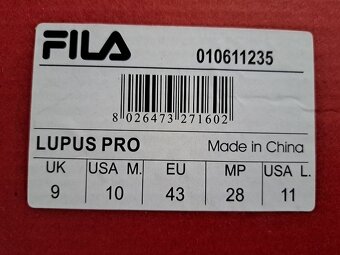 FILA 010611235
8 026473 271602
LUPUS PRO Made in China
UK USA M. EU MP USA L.
9 10 43 28 11